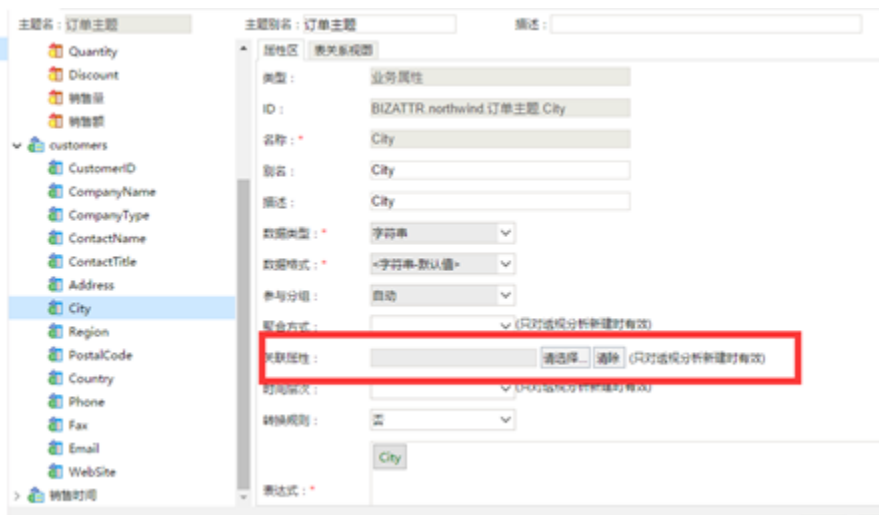 主题名：订单主题 主题别名：订单主题 描述：
Quantity
Discount
销售量
销售额
customers
CustomerID
CompanyName
CompanyType
ContactName
ContactTitle
Address
City
Region
PostalCode
Country
Phone
Fax
Email
WebSite
销售时间
属性区 表关系视图
类型： 业务属性
ID： BIZATTR.northwind.订单主题.City
名称：* City
别名： City
描述： City
数据类型：* 字符串
数据格式：* <字符串-默认值>
参与分组： 自动
聚合方式： (只对透视分析新建时有效)
关联属性： 请选择... 清除 (只对透视分析新建时有效)
时间层次： (只对透视分析新建时有效)
转换规则： 否
City
表达式：*